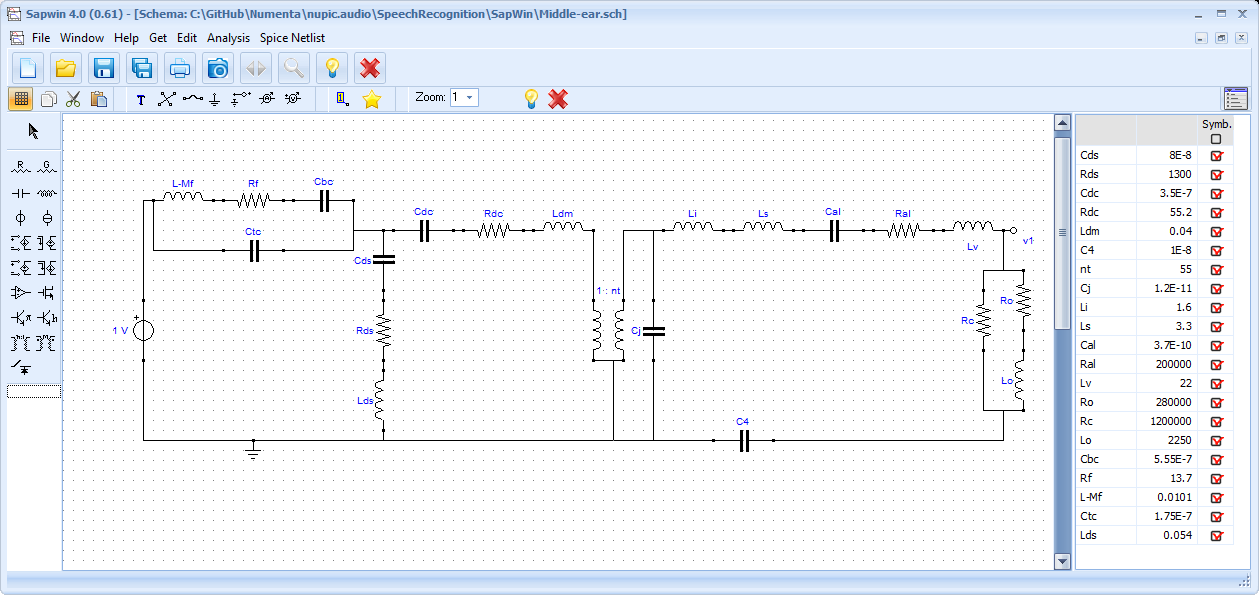 Sapwin 4.0 (0.61) - [Schema: C:\GitHub\Numenta\nupic.audio\SpeechRecognition\SapWin\Middle-ear.sch]
File Window Help Get Edit Analysis Spice Netlist
T 1 Zoom: 1
R G
L-Mf Rf Cbc
Ctc
Cdc Rdc Ldm
Li Ls Cal Ral Lv v1
Cds
1 : nt
Ro
1 V
+
Rds
Cj
Rc
Lds
Lo
C4
Symb.
Cds 8E-8
Rds 1300
Cdc 3.5E-7
Rdc 55.2
Ldm 0.04
C4 1E-8
nt 55
Cj 1.2E-11
Li 1.6
Ls 3.3
Cal 3.7E-10
Ral 200000
Lv 22
Ro 280000
Rc 1200000
Lo 2250
Cbc 5.55E-7
Rf 13.7
L-Mf 0.0101
Ctc 1.75E-7
Lds 0.054